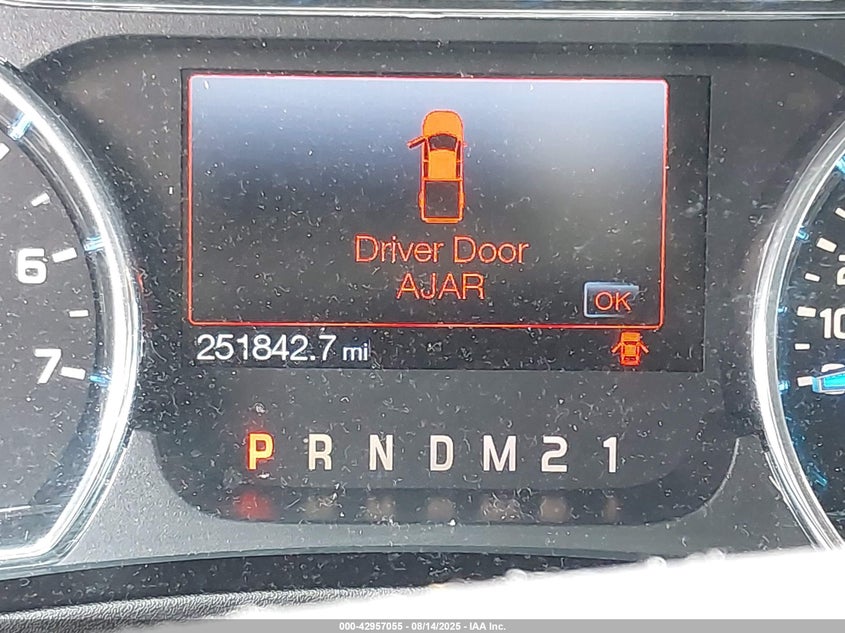 Driver Door
AJAR
OK
251842.7 mi
6
7
10
P R N D M 2 1
000-42957055 - 08/14/2025 - IAA Inc.